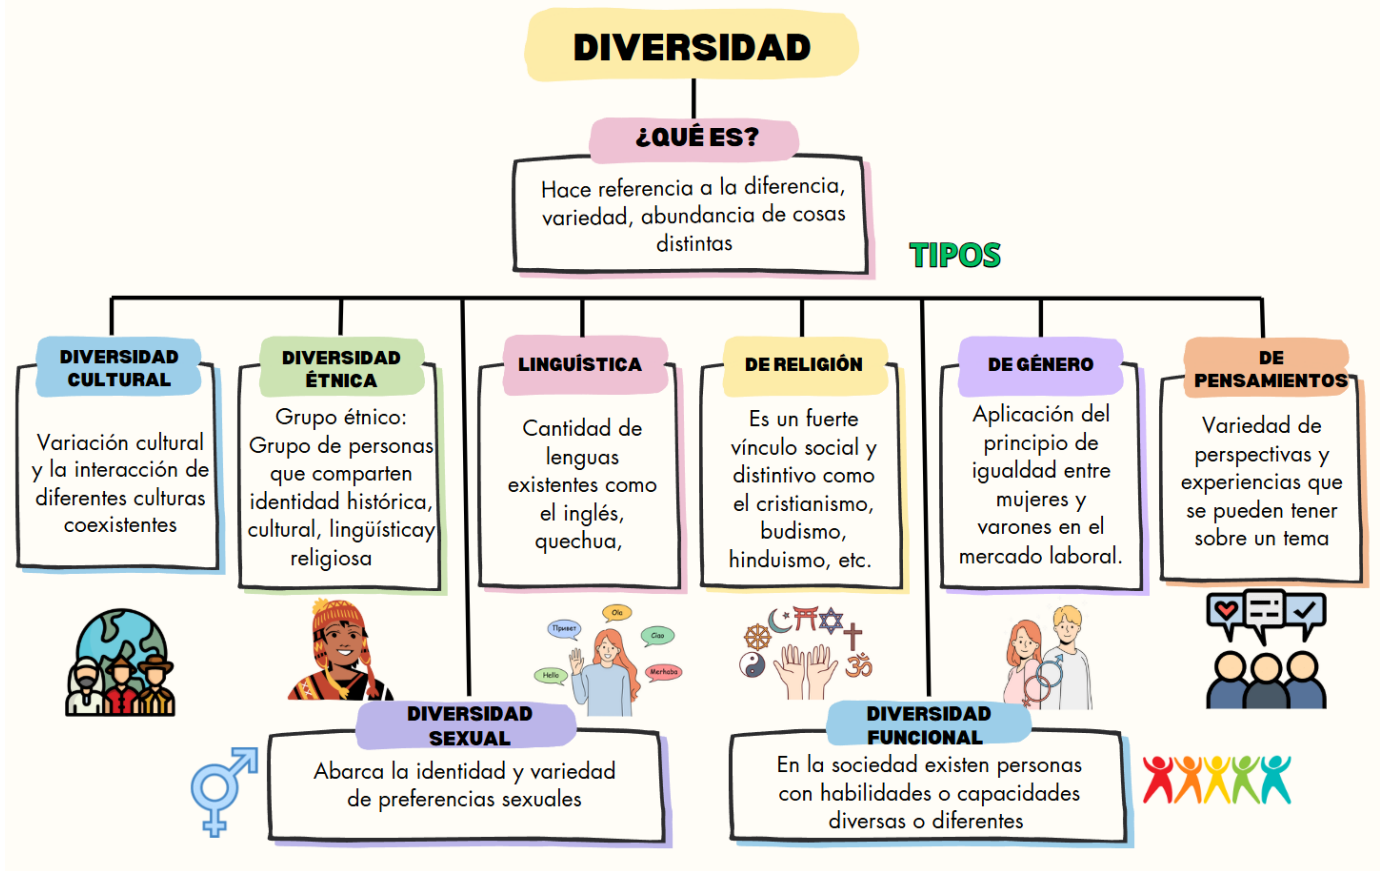 DIVERSIDAD
¿QUÉ ES?
Hace referencia a la diferencia,
variedad, abundancia de cosas
distintas
TIPOS
DIVERSIDAD
CULTURAL
Variación cultural
y la interacción de
diferentes culturas
coexistentes
DIVERSIDAD
ÉTNICA
Grupo étnico:
Grupo de personas
que comparten
identidad histórica,
cultural, lingüísticay
religiosa
LINGUÍSTICA
Cantidad de
lenguas
existentes como
el inglés,
quechua,
DE RELIGIÓN
Es un fuerte
vínculo social y
distintivo como
el cristianismo,
budismo,
hinduismo, etc.
DE GÉNERO
Aplicación del
principio de
igualdad entre
mujeres y
varones en el
mercado laboral.
DE
PENSAMIENTOS
Variedad de
perspectivas y
experiencias que
se pueden tener
sobre un tema
Ola
Привет
Ciao
Hello
Merhaba
DIVERSIDAD
SEXUAL
Abarca la identidad y variedad
de preferencias sexuales
DIVERSIDAD
FUNCIONAL
En la sociedad existen personas
con habilidades o capacidades
diversas o diferentes